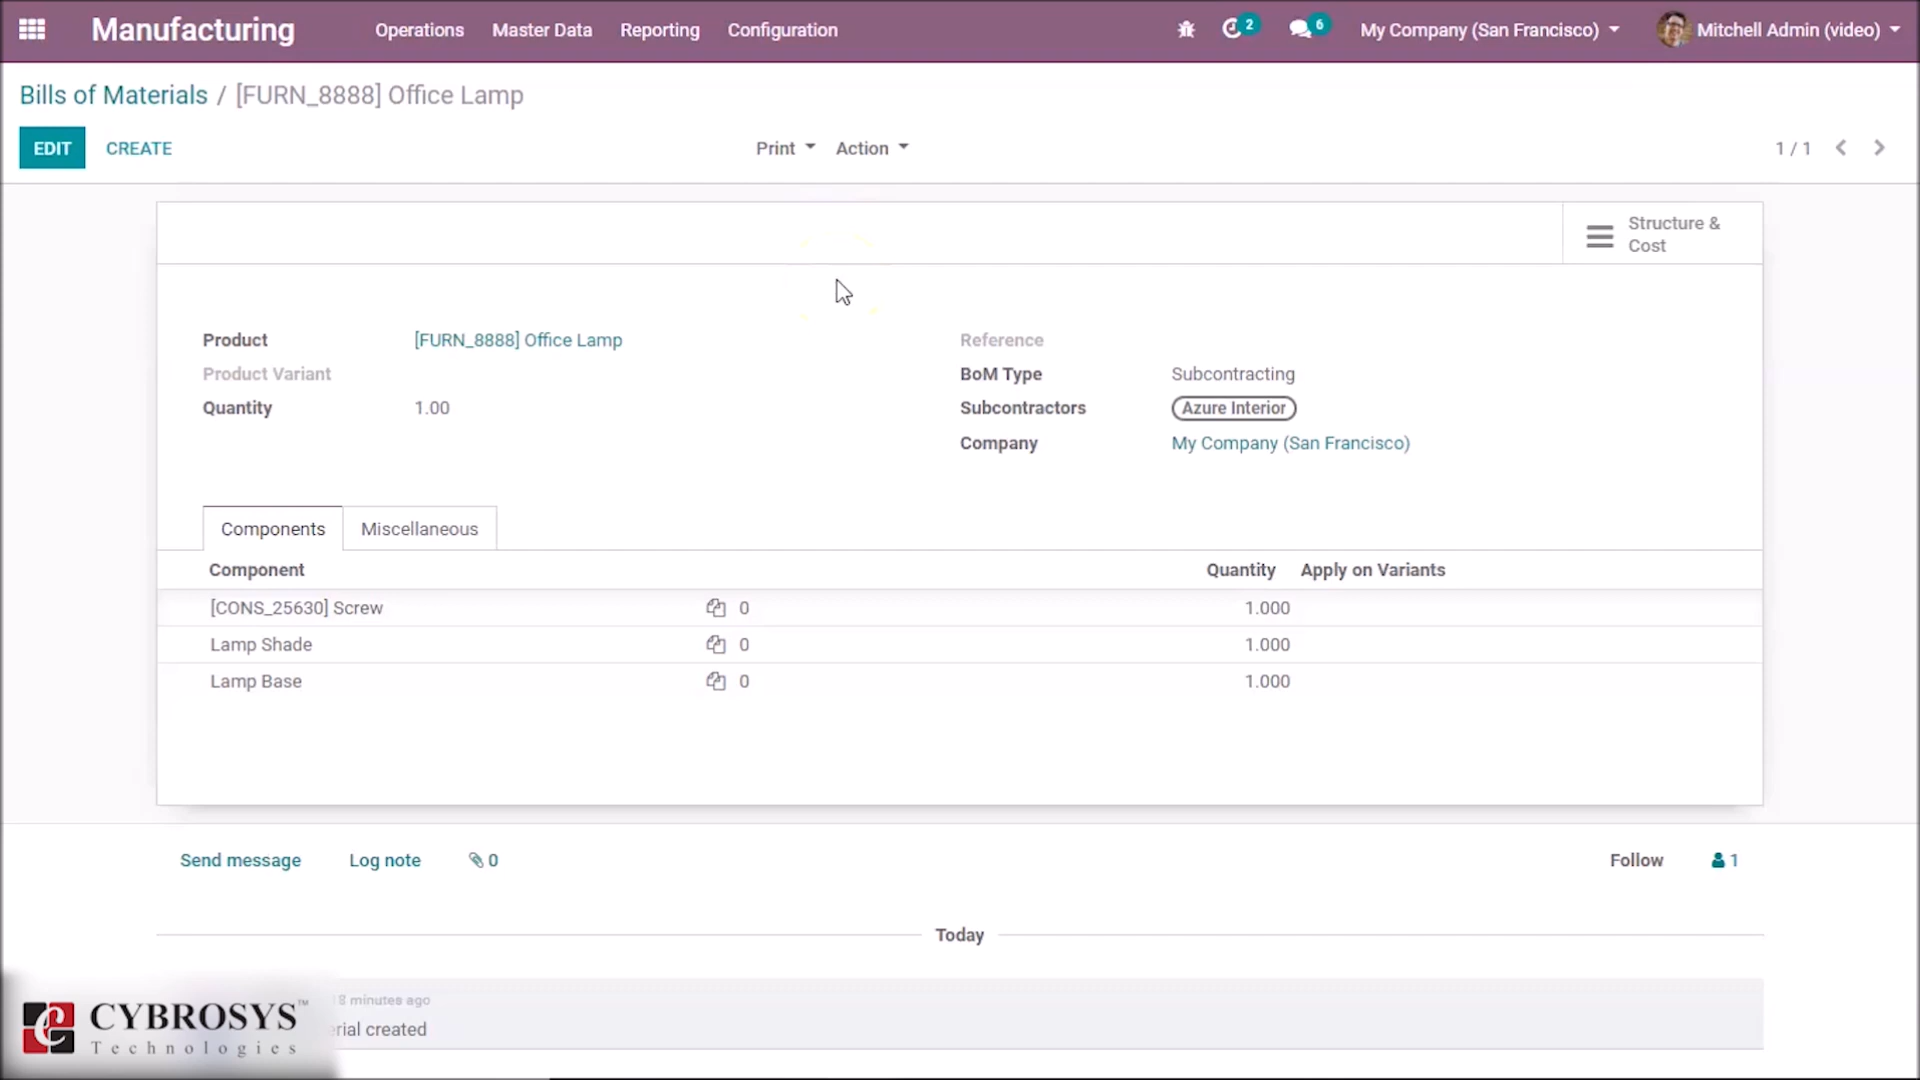 Manufacturing Operations Master Data Reporting Configuration 2 6 My Company (San Francisco) Mitchell Admin (video)
Bills of Materials / [FURN_8888] Office Lamp
EDIT CREATE Print Action 1 / 1
Structure &
Cost
Product [FURN_8888] Office Lamp Reference
Product Variant BoM Type Subcontracting
Quantity 1.00 Subcontractors Azure Interior
Company My Company (San Francisco)
Components Miscellaneous
Component Quantity Apply on Variants
[CONS_25630] Screw 0 1.000
Lamp Shade 0 1.000
Lamp Base 0 1.000
Send message Log note 0 Follow 1
Today
8 minutes ago
erial created
CYBROSYS™
Technologies